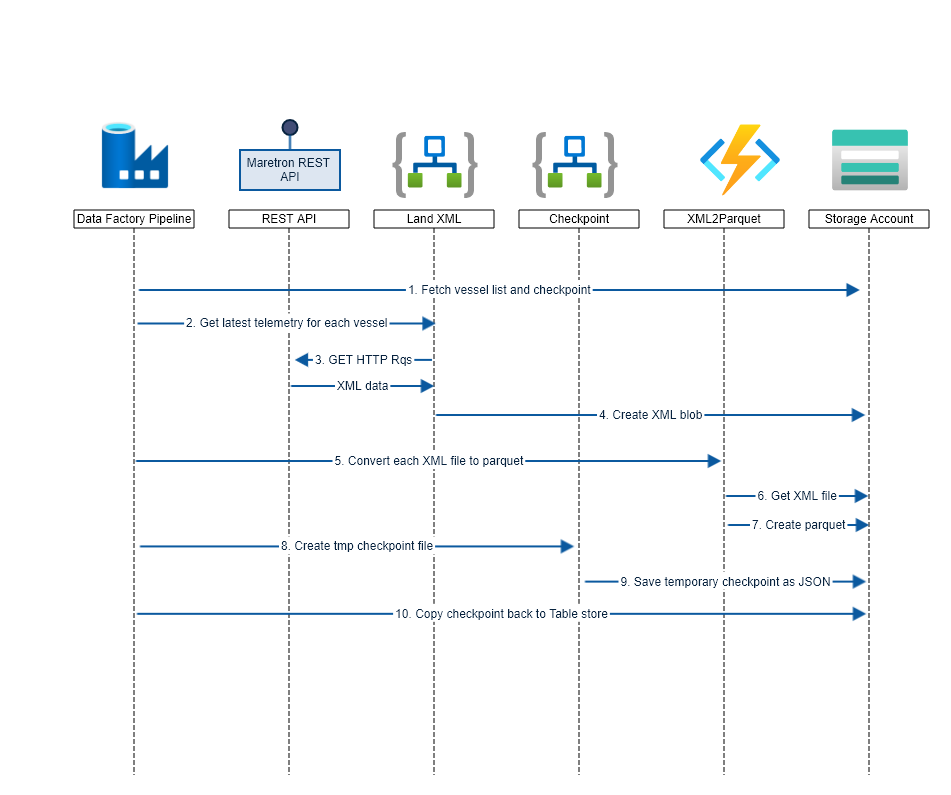 Maretron REST
API
Data Factory Pipeline
REST API
Land XML
Checkpoint
XML2Parquet
Storage Account
1. Fetch vessel list and checkpoint
2. Get latest telemetry for each vessel
3. GET HTTP Rqs
XML data
4. Create XML blob
5. Convert each XML file to parquet
6. Get XML file
7. Create parquet
8. Create tmp checkpoint file
9. Save temporary checkpoint as JSON
10. Copy checkpoint back to Table store